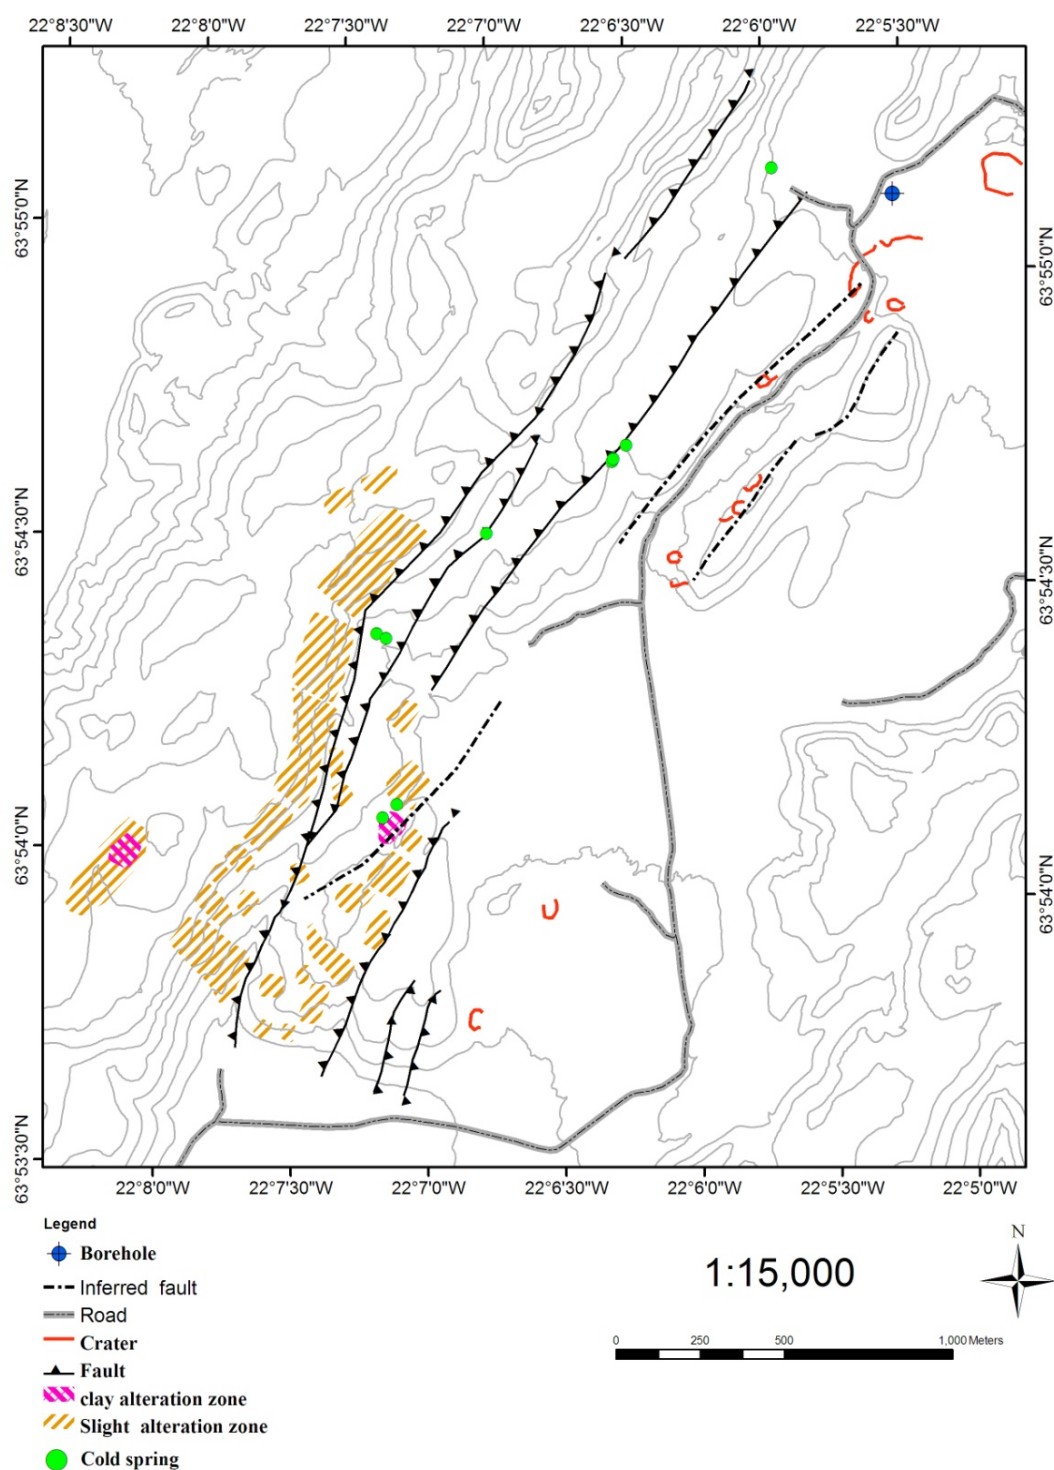 22°8'30"W 22°8'0"W 22°7'30"W 22°7'0"W 22°6'30"W 22°6'0"W 22°5'30"W
63°55'0"N
63°55'0"N
63°54'30"N
63°54'30"N
63°54'0"N
63°54'0"N
63°53'30"N
22°8'0"W 22°7'30"W 22°7'0"W 22°6'30"W 22°6'0"W 22°5'30"W 22°5'0"W
Legend
Borehole
Inferred fault
Road
Crater
Fault
clay alteration zone
Slight alteration zone
Cold spring
1:15,000
N
0 250 500 1,000 Meters